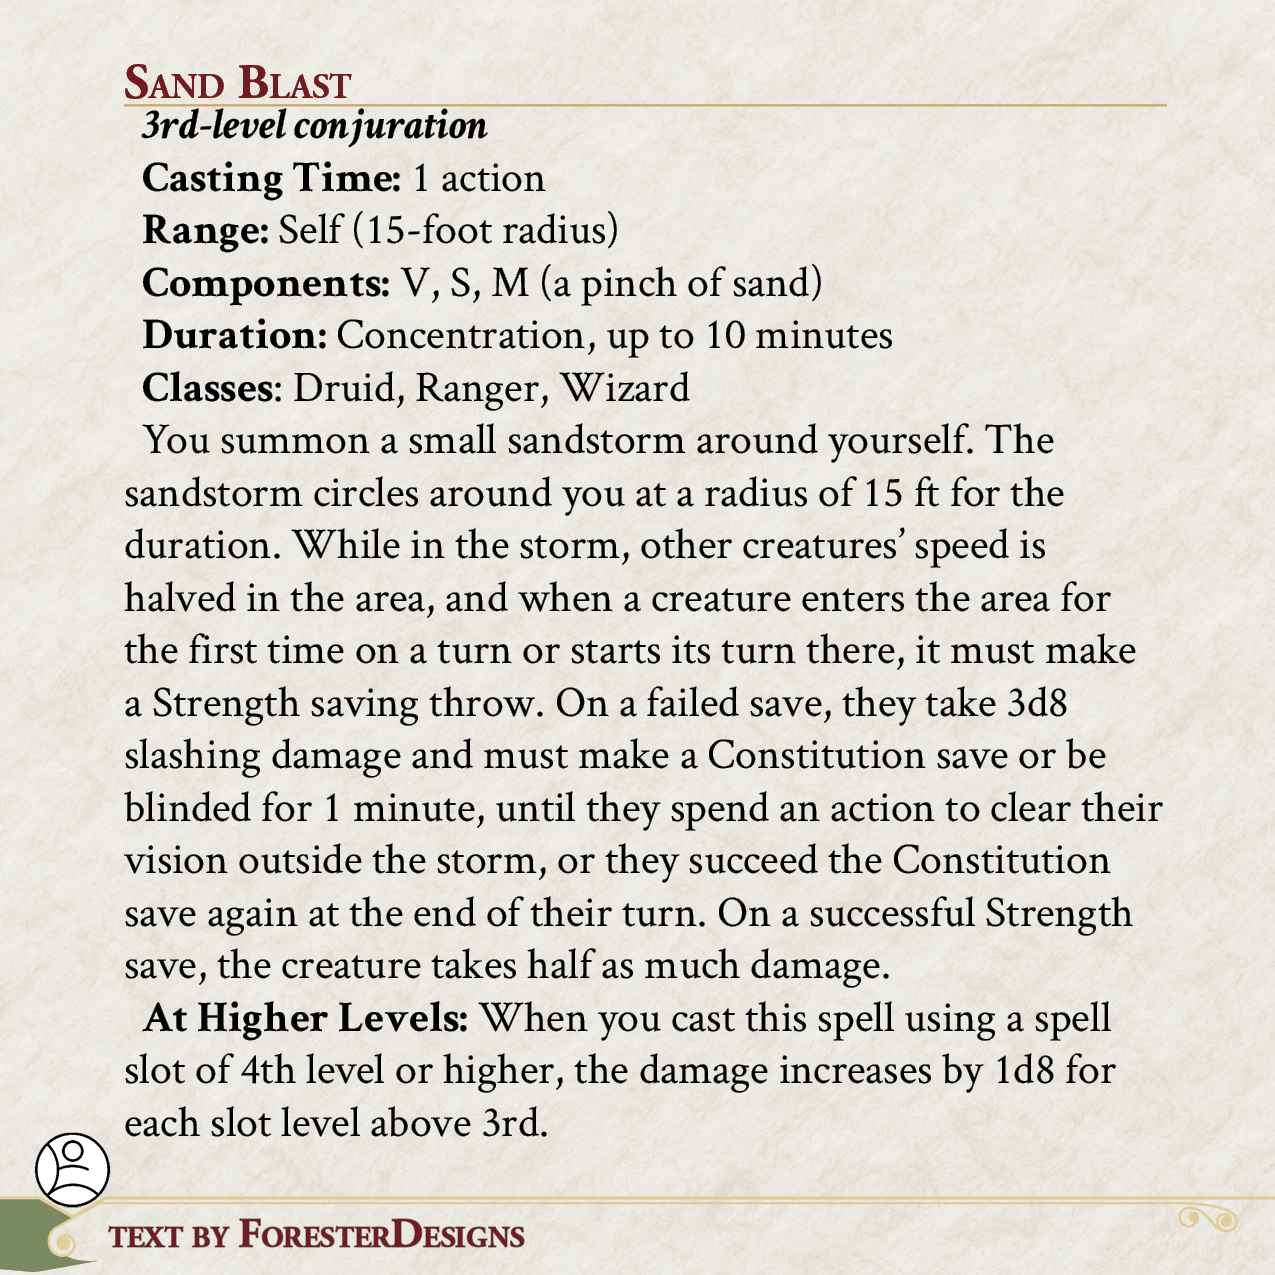 Sand Blast
3rd-level conjuration
Casting Time: 1 action
Range: Self (15-foot radius)
Components: V, S, M (a pinch of sand)
Duration: Concentration, up to 10 minutes
Classes: Druid, Ranger, Wizard
You summon a small sandstorm around yourself. The
sandstorm circles around you at a radius of 15 ft for the
duration. While in the storm, other creatures’ speed is
halved in the area, and when a creature enters the area for
the first time on a turn or starts its turn there, it must make
a Strength saving throw. On a failed save, they take 3d8
slashing damage and must make a Constitution save or be
blinded for 1 minute, until they spend an action to clear their
vision outside the storm, or they succeed the Constitution
save again at the end of their turn. On a successful Strength
save, the creature takes half as much damage.
At Higher Levels: When you cast this spell using a spell
slot of 4th level or higher, the damage increases by 1d8 for
each slot level above 3rd.
text by ForesterDesigns